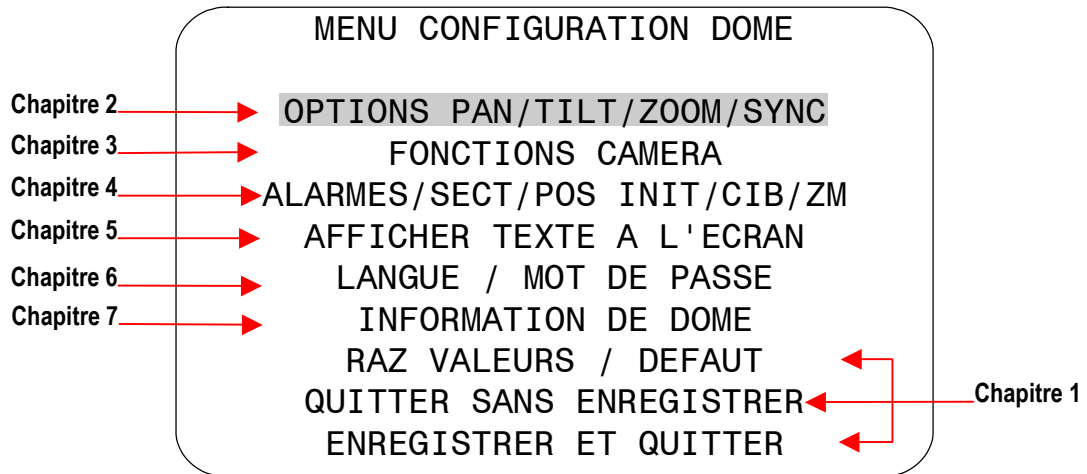 MENU CONFIGURATION DOME
Chapitre 2 OPTIONS PAN/TILT/ZOOM/SYNC
Chapitre 3 FONCTIONS CAMERA
Chapitre 4 ALARMES/SECT/POS INIT/CIB/ZM
Chapitre 5 AFFICHER TEXTE A L'ECRAN
Chapitre 6 LANGUE / MOT DE PASSE
Chapitre 7 INFORMATION DE DOME
RAZ VALEURS / DEFAUT
QUITTER SANS ENREGISTRER Chapitre 1
ENREGISTRER ET QUITTER